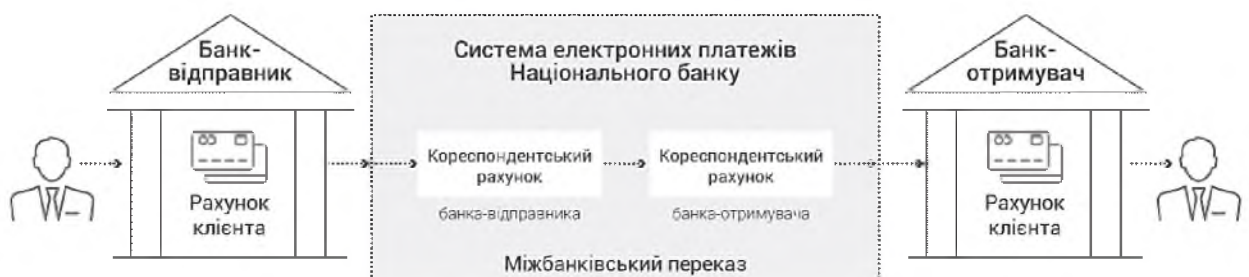 Банк-
відправник
Рахунок
клієнта
Система електронних платежів
Національного банку
Кореспондентський
рахунок
банка-відправника
Кореспондентський
рахунок
банка-отримувача
Міжбанківський переказ
Банк-
отримувач
Рахунок
клієнта